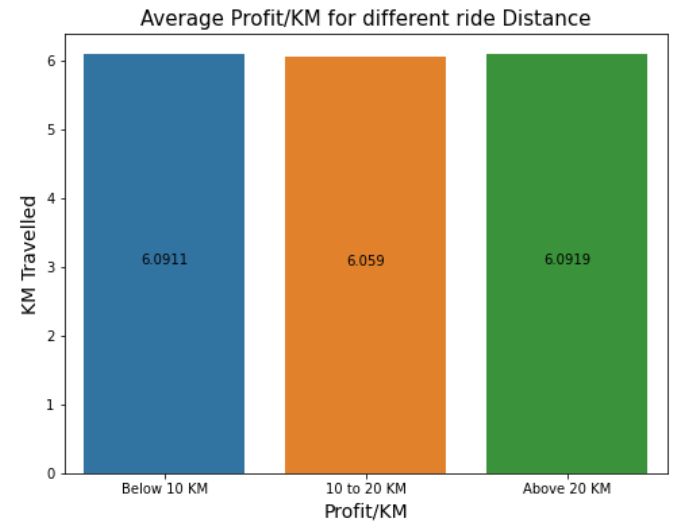 Average Profit/KM for different ride Distance
KM Travelled
6
5
4
3
2
1
0
6.0911
6.059
6.0919
Below 10 KM
10 to 20 KM
Above 20 KM
Profit/KM